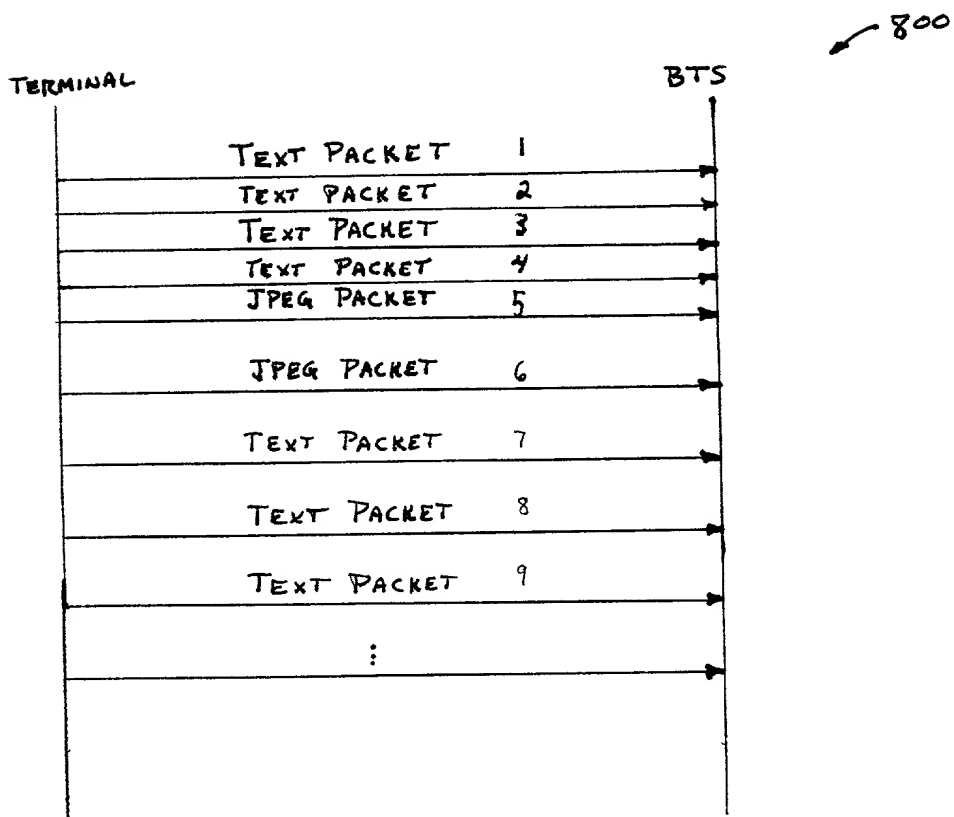 800
TERMINAL BTS
TEXT PACKET 1
TEXT PACKET 2
TEXT PACKET 3
TEXT PACKET 4
JPEG PACKET 5
JPEG PACKET 6
TEXT PACKET 7
TEXT PACKET 8
TEXT PACKET 9
⋮